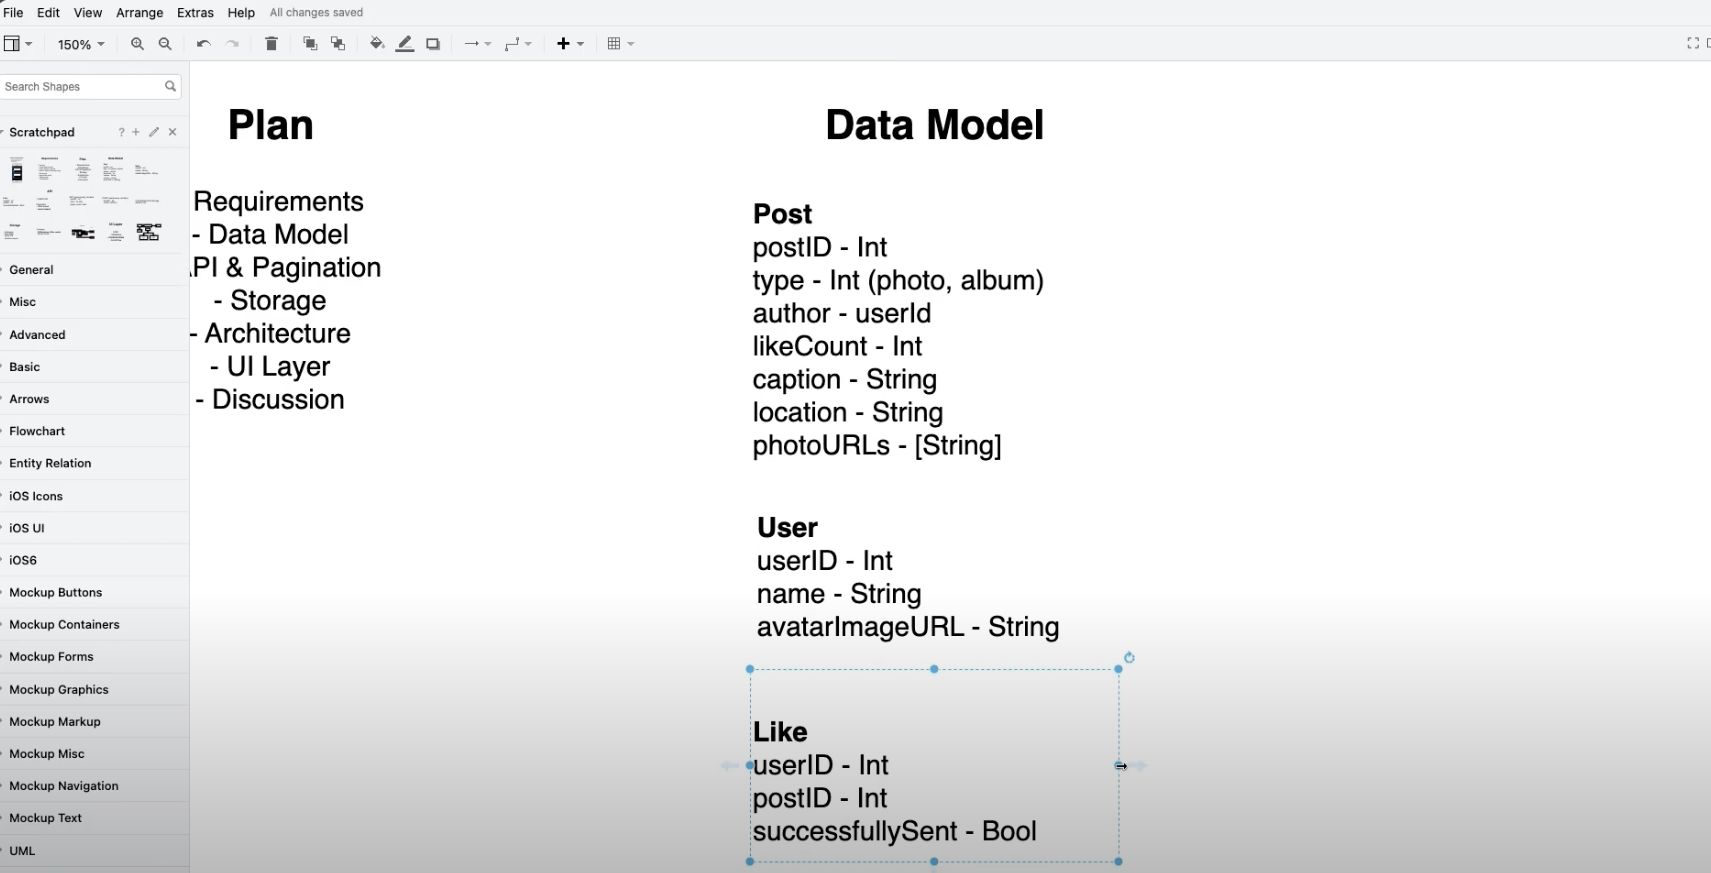 File Edit View Arrange Extras Help All changes saved
150%
Search Shapes
Scratchpad ?
General
Misc
Advanced
Basic
Arrows
Flowchart
Entity Relation
iOS Icons
iOS UI
iOS6
Mockup Buttons
Mockup Containers
Mockup Forms
Mockup Graphics
Mockup Markup
Mockup Misc
Mockup Navigation
Mockup Text
UML
Plan
Requirements
- Data Model
PI & Pagination
- Storage
- Architecture
- UI Layer
- Discussion
Data Model
Post
postID - Int
type - Int (photo, album)
author - userId
likeCount - Int
caption - String
location - String
photoURLs - [String]
User
userID - Int
name - String
avatarImageURL - String
Like
userID - Int
postID - Int
successfullySent - Bool